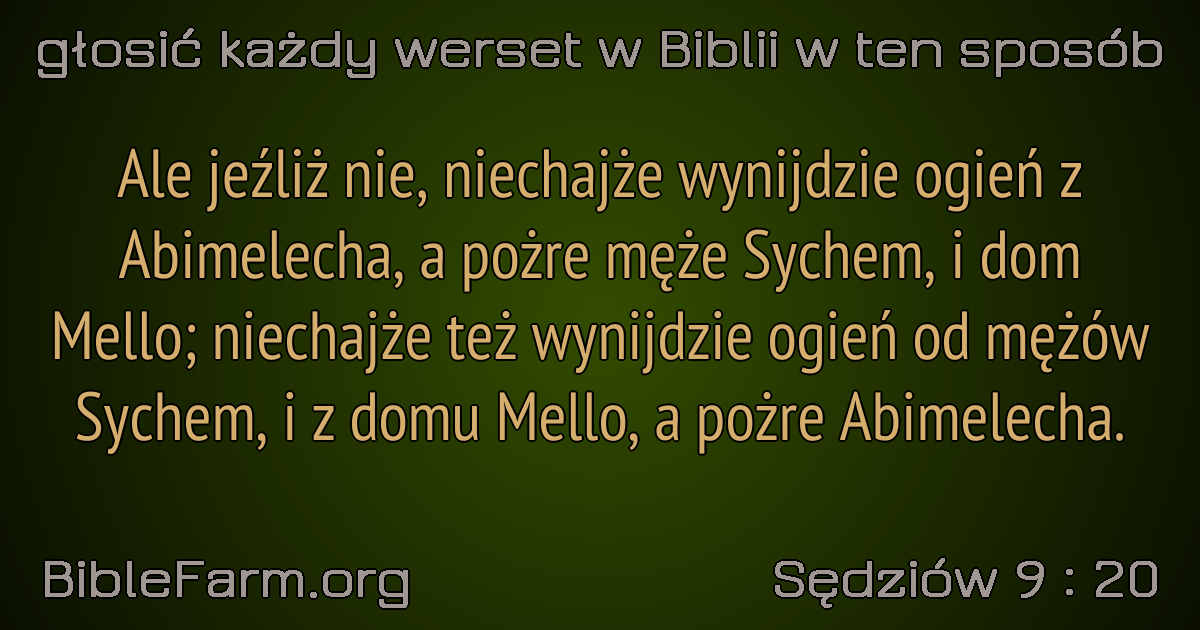 głosić każdy werset w Biblii w ten sposób
Ale jeźliż nie, niechajże wynijdzie ogień z
Abimelecha, a pożre męże Sychem, i dom
Mello; niechajże też wynijdzie ogień od mężów
Sychem, i z domu Mello, a pożre Abimelecha.
BibleFarm.org
Sędziów 9 : 20